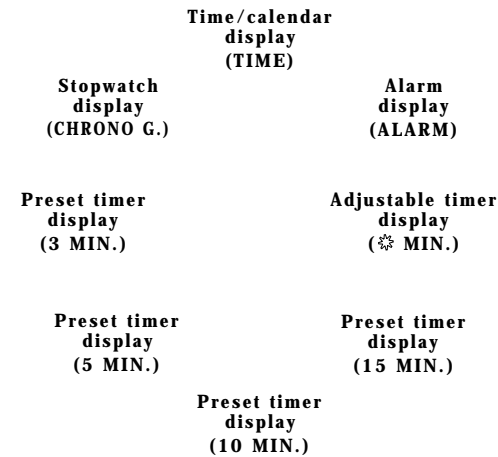 Time/calendar
display
(TIME)
Stopwatch
display
(CHRONO G.)
Alarm
display
(ALARM)
Preset timer
display
(3 MIN.)
Adjustable timer
display
(۞ MIN.)
Preset timer
display
(5 MIN.)
Preset timer
display
(15 MIN.)
Preset timer
display
(10 MIN.)